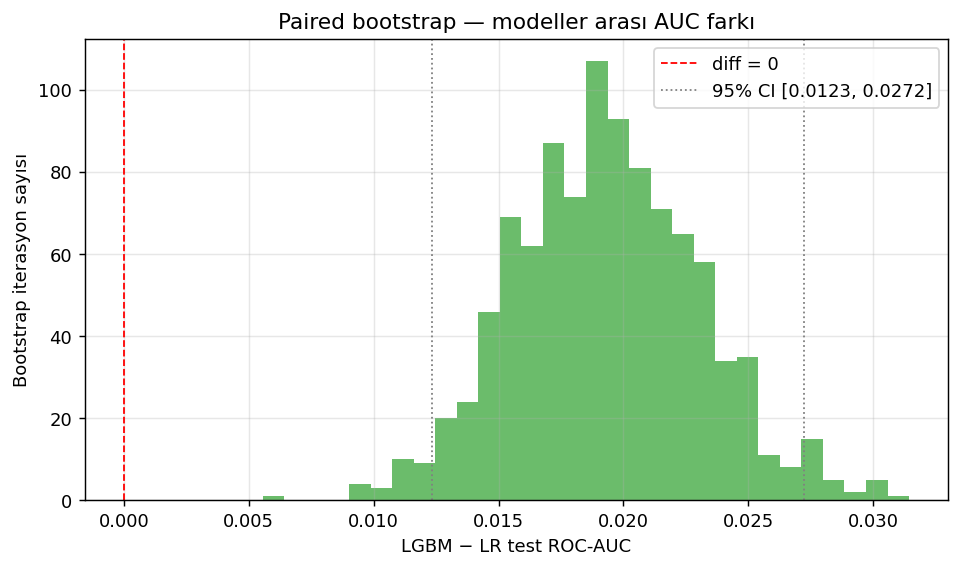 Paired bootstrap — modeller arası AUC farkı
diff = 0
95% CI [0.0123, 0.0272]
Bootstrap iterasyon sayısı
100
80
60
40
20
0
0.000 0.005 0.010 0.015 0.020 0.025 0.030
LGBM − LR test ROC-AUC